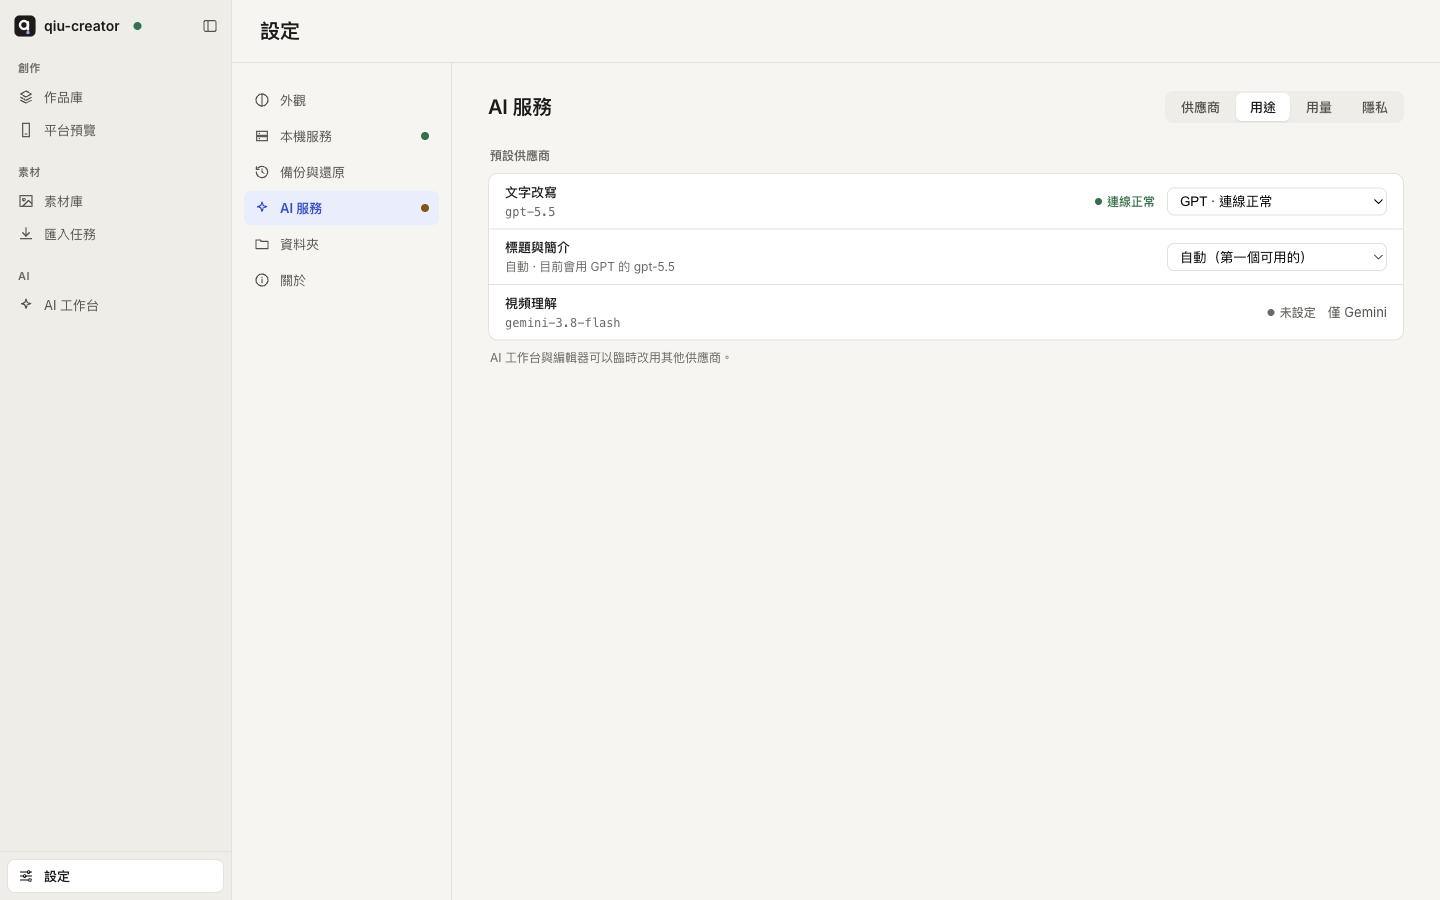 qiu-creator
創作
作品庫
平台預覽
素材
素材庫
匯入任務
AI
AI 工作台
設定
設定
外觀
本機服務
備份與還原
AI 服務
資料夾
關於
AI 服務
供應商
用途
用量
隱私
預設供應商
文字改寫
gpt-5.5
連線正常
GPT · 連線正常
標題與簡介
自動 · 目前會用 GPT 的 gpt-5.5
自動（第一個可用的）
視頻理解
gemini-3.8-flash
未設定
僅 Gemini
AI 工作台與編輯器可以臨時改用其他供應商。